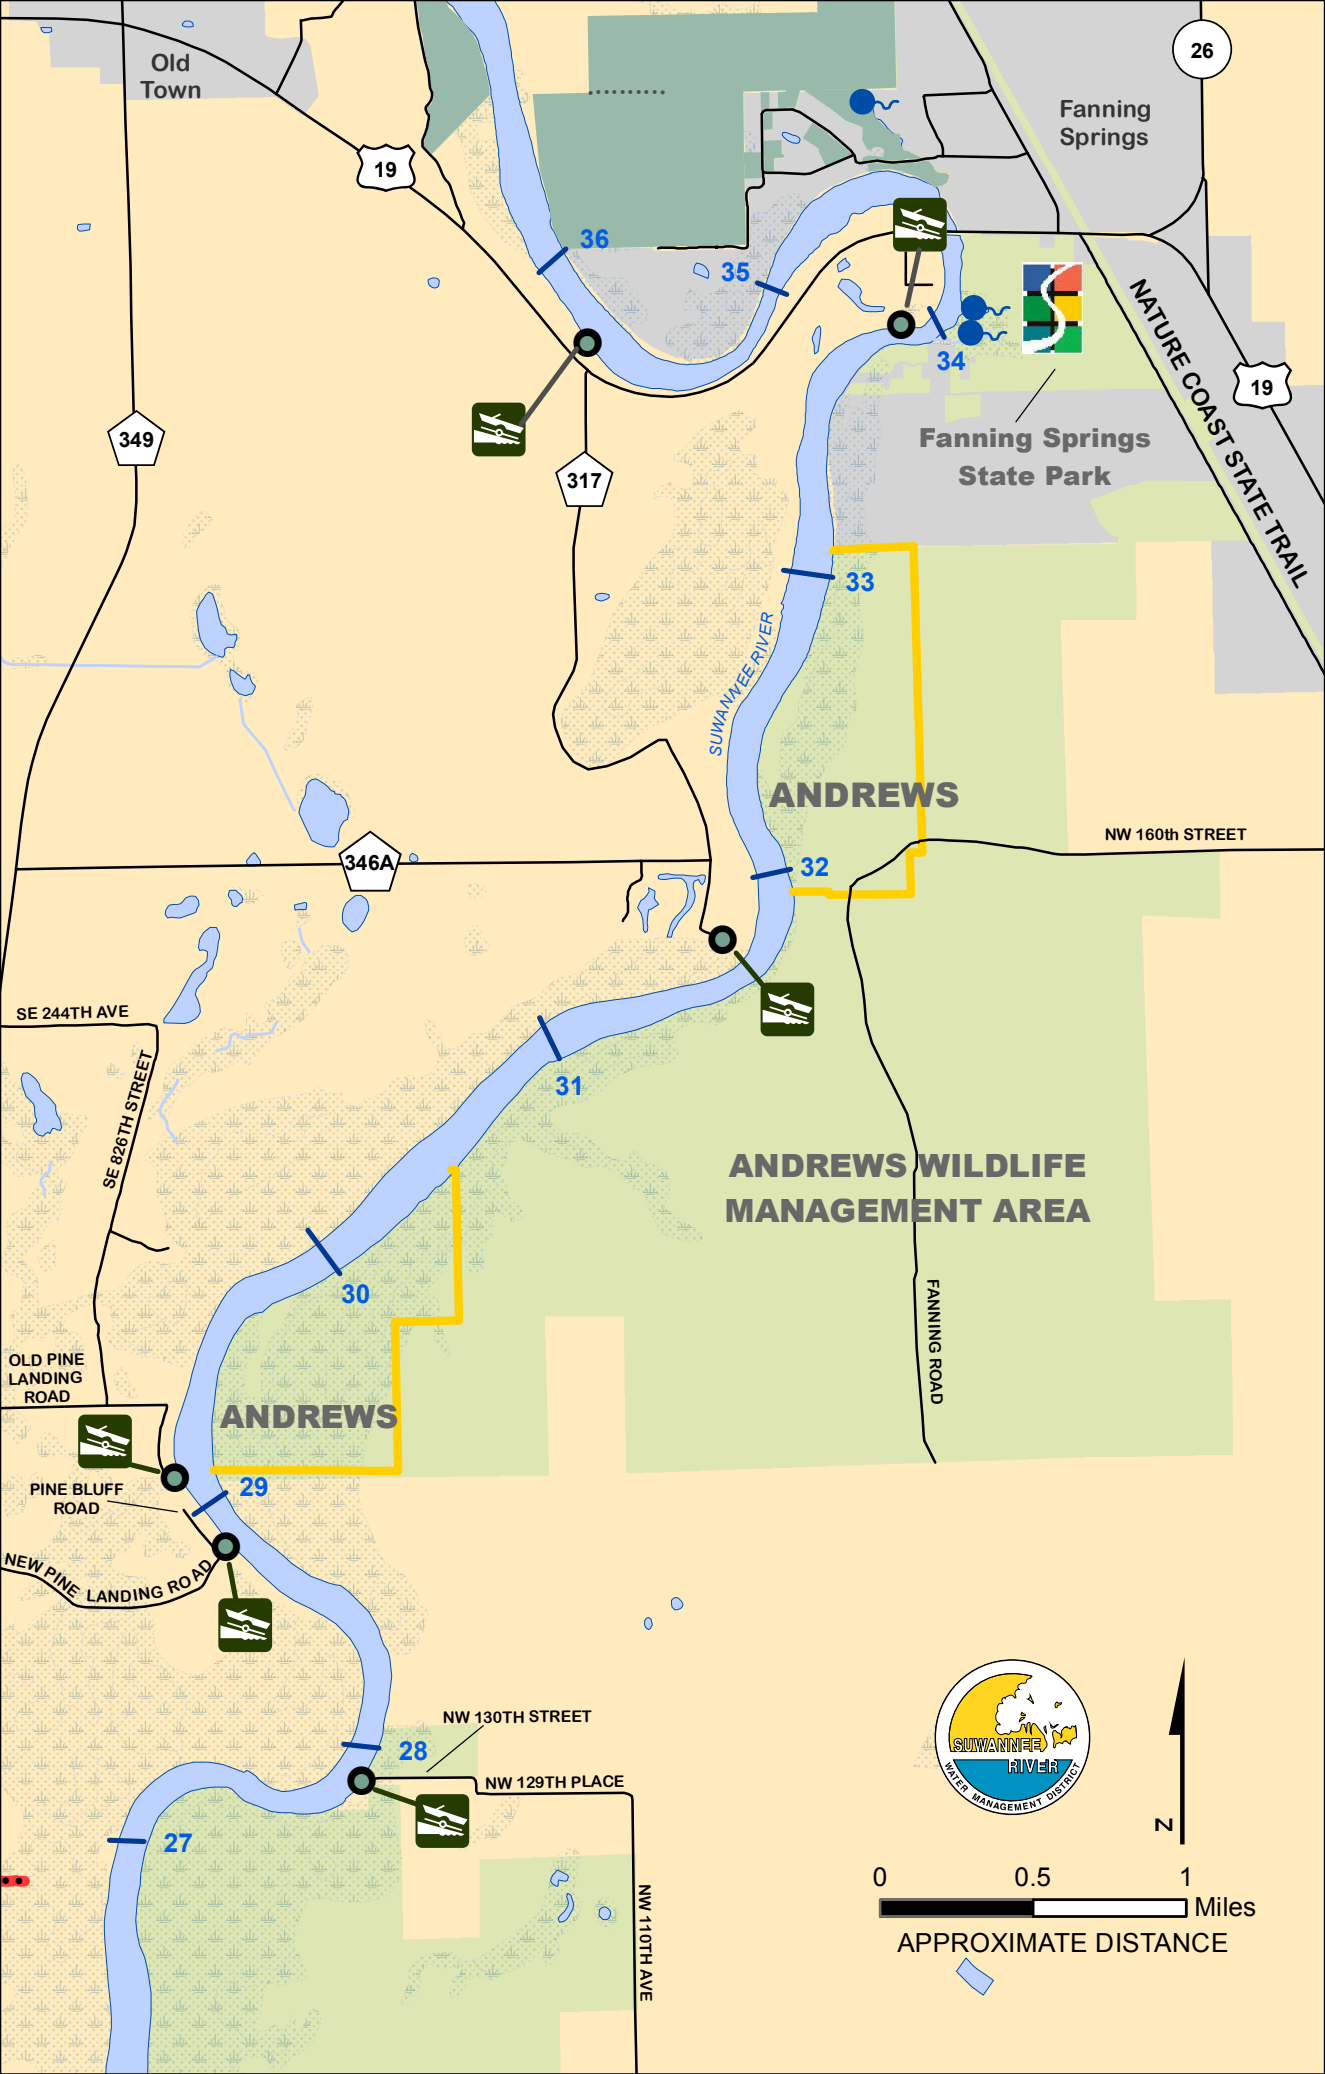 Old
Town
26
Fanning
Springs
19
36
35
34
NATURE COAST STATE TRAIL
19
349
Fanning Springs
State Park
317
33
SUWANNEE RIVER
ANDREWS
NW 160th STREET
346A
32
SE 244TH AVE
31
SE 826TH STREET
ANDREWS WILDLIFE
MANAGEMENT AREA
30
FANNING ROAD
OLD PINE
LANDING
ROAD
ANDREWS
29
PINE BLUFF
ROAD
NEW PINE LANDING ROAD
NW 130TH STREET
28
NW 129TH PLACE
SUWANNEE
RIVER
WATER MANAGEMENT DISTRICT
N
27
0 0.5 1
Miles
APPROXIMATE DISTANCE
NW 110TH AVE